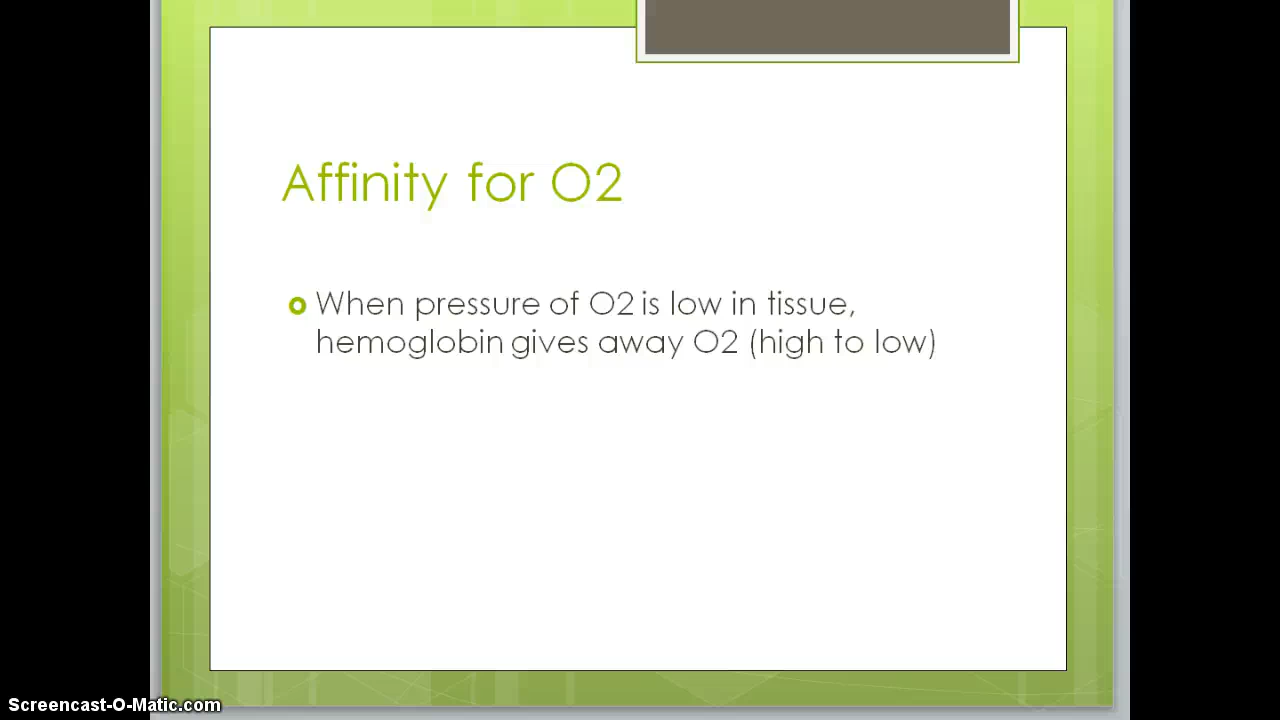 Affinity for O2
When pressure of O2 is low in tissue,
hemoglobin gives away O2 (high to low)
Screencast-O-Matic.com